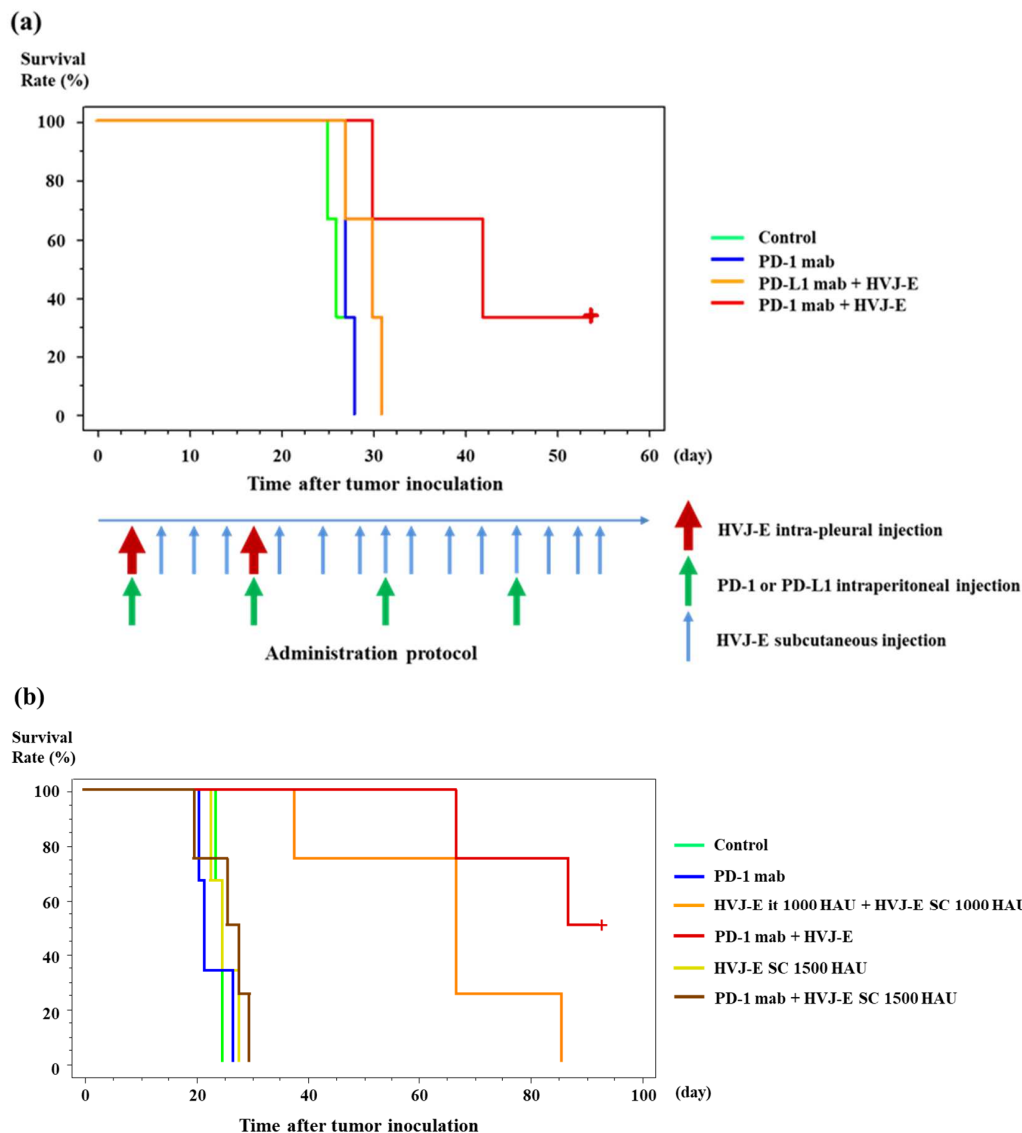 (a)
Survival
Rate (%)
100
80
60
40
20
0
0 10 20 30 40 50 60 (day)
Time after tumor inoculation
Control
PD-1 mab
PD-L1 mab + HVJ-E
PD-1 mab + HVJ-E
HVJ-E intra-pleural injection
PD-1 or PD-L1 intraperitoneal injection
HVJ-E subcutaneous injection
Administration protocol
(b)
Survival
Rate (%)
100
80
60
40
20
0
0 20 40 60 80 100 (day)
Time after tumor inoculation
Control
PD-1 mab
HVJ-E it 1000 HAU + HVJ-E SC 1000 HAU
PD-1 mab + HVJ-E
HVJ-E SC 1500 HAU
PD-1 mab + HVJ-E SC 1500 HAU